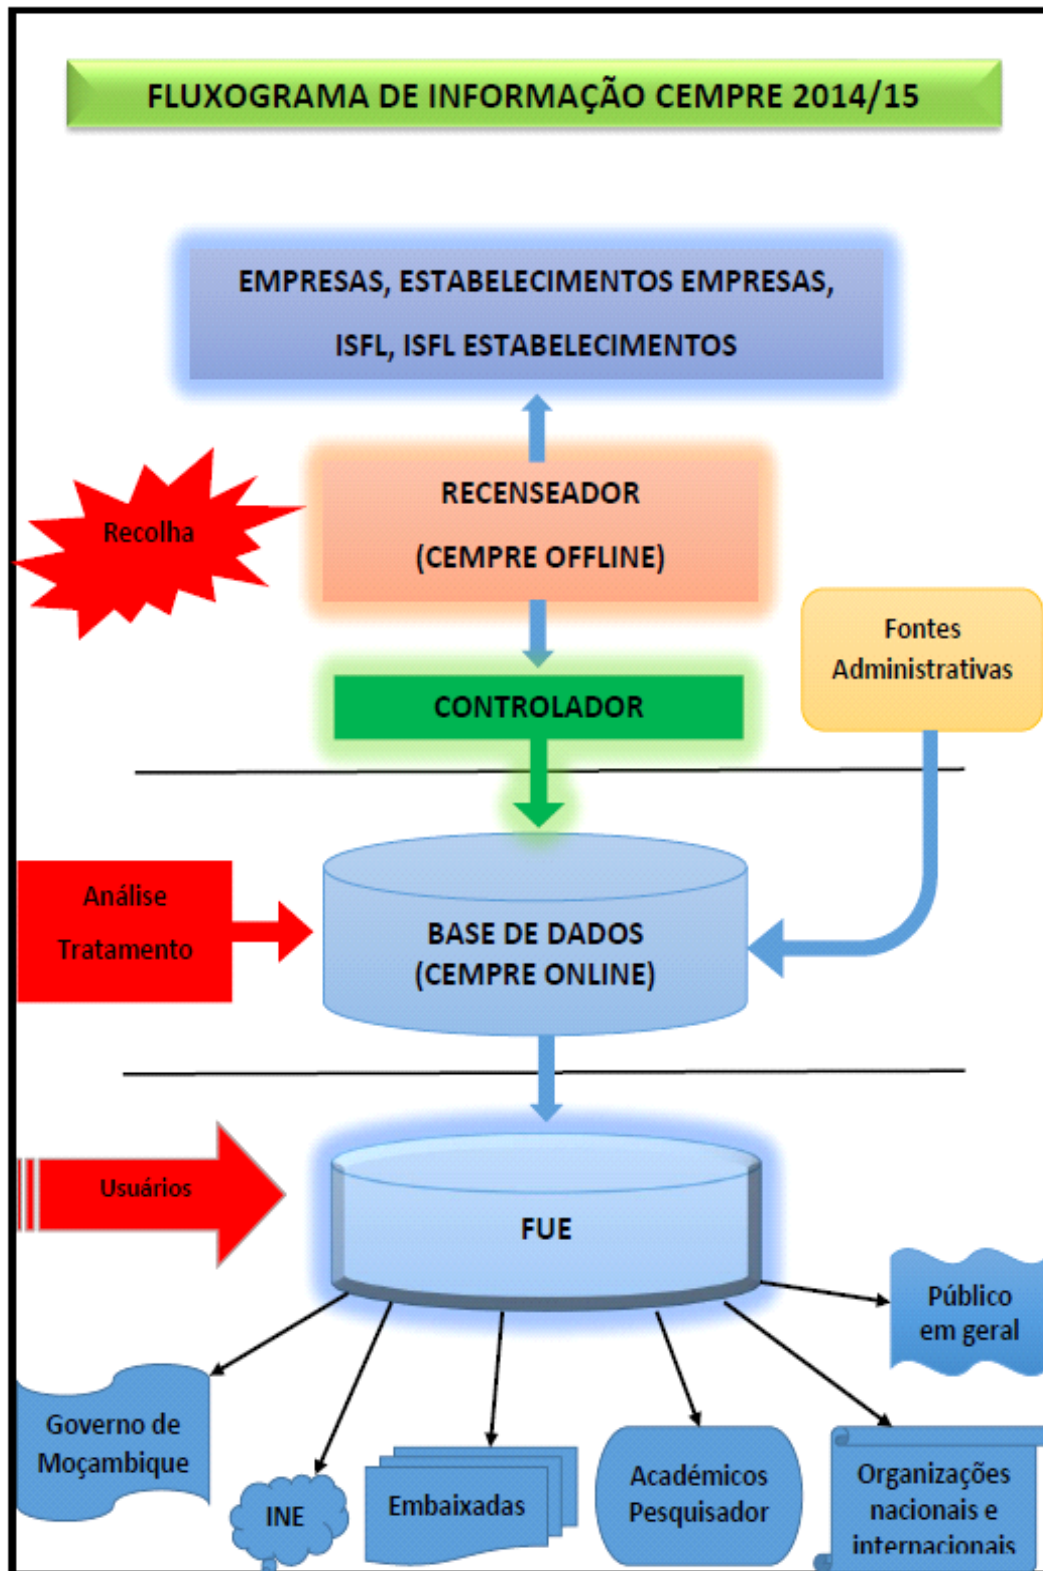 FLUXOGRAMA DE INFORMAÇÃO CEMPRE 2014/15
EMPRESAS, ESTABELECIMENTOS EMPRESAS,
ISFL, ISFL ESTABELECIMENTOS
Recolha
RECENSEADOR
(CEMPRE OFFLINE)
Fontes
Administrativas
CONTROLADOR
Análise
Tratamento
BASE DE DADOS
(CEMPRE ONLINE)
Usuários
FUE
Público
em geral
Governo de
Moçambique
INE
Embaixadas
Académicos
Pesquisador
Organizações
nacionais e
internacionais